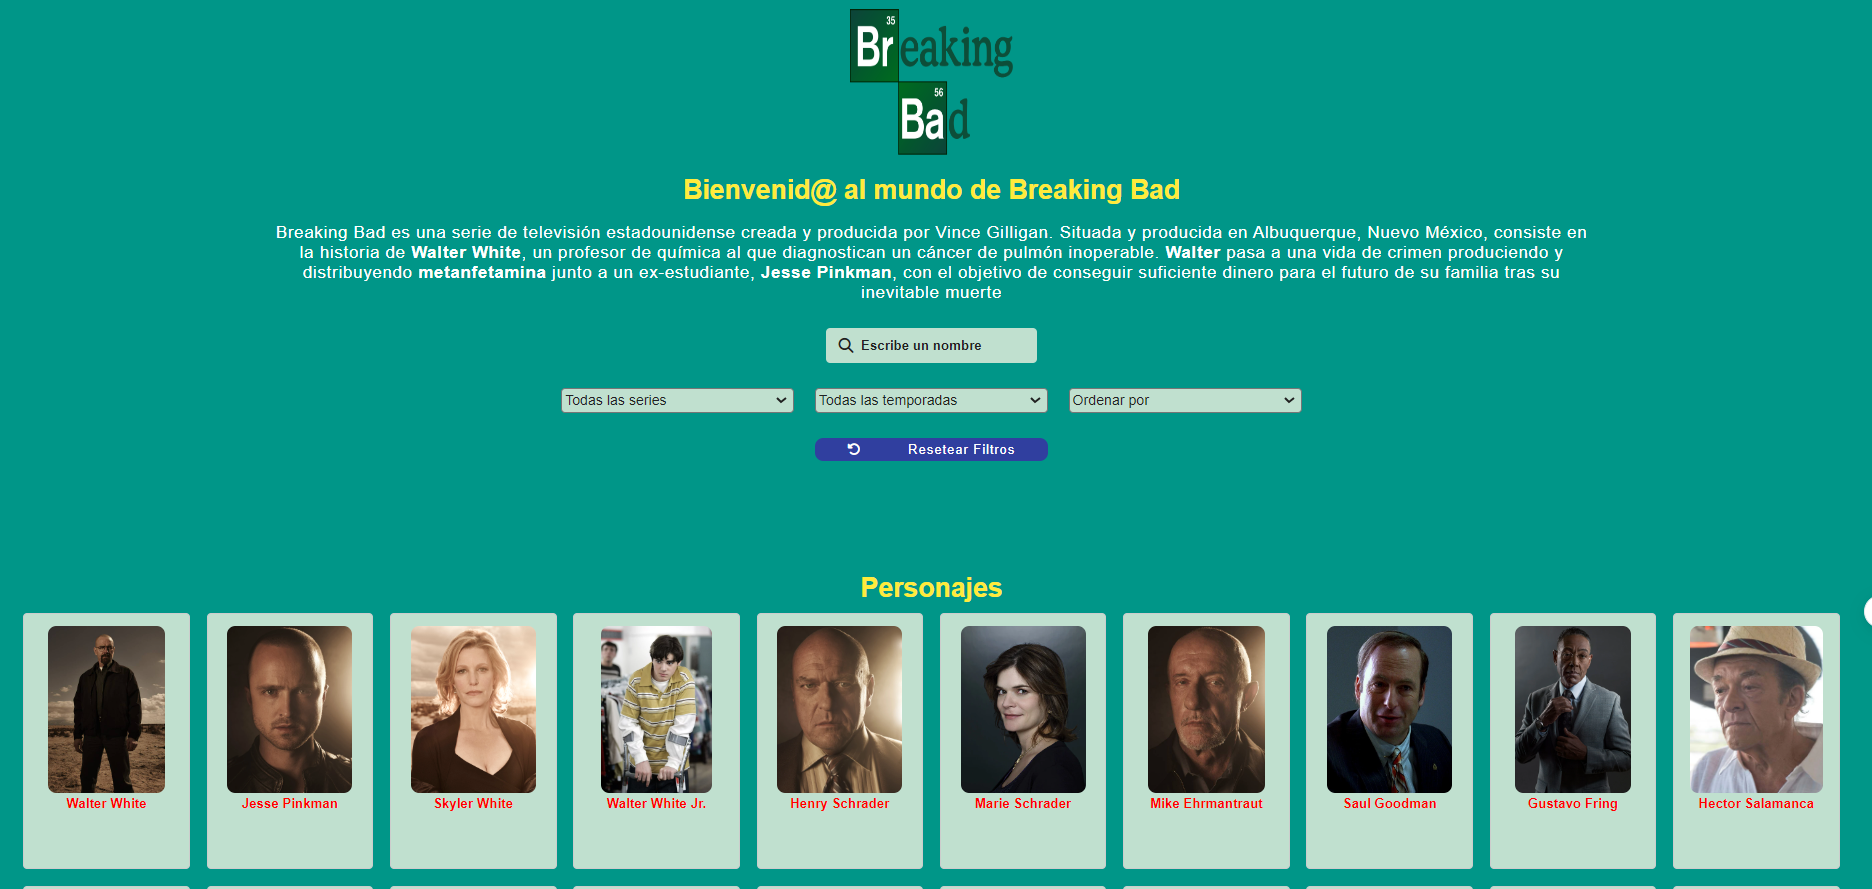 35
Breaking
56
Bad
Bienvenid@ al mundo de Breaking Bad
Breaking Bad es una serie de televisión estadounidense creada y producida por Vince Gilligan. Situada y producida en Albuquerque, Nuevo México, consiste en
la historia de Walter White, un profesor de química al que diagnostican un cáncer de pulmón inoperable. Walter pasa a una vida de crimen produciendo y
distribuyendo metanfetamina junto a un ex-estudiante, Jesse Pinkman, con el objetivo de conseguir suficiente dinero para el futuro de su familia tras su
inevitable muerte
Escribe un nombre
Todas las series
Todas las temporadas
Ordenar por
Resetear Filtros
Personajes
Walter White
Jesse Pinkman
Skyler White
Walter White Jr.
Henry Schrader
Marie Schrader
Mike Ehrmantraut
Saul Goodman
Gustavo Fring
Hector Salamanca